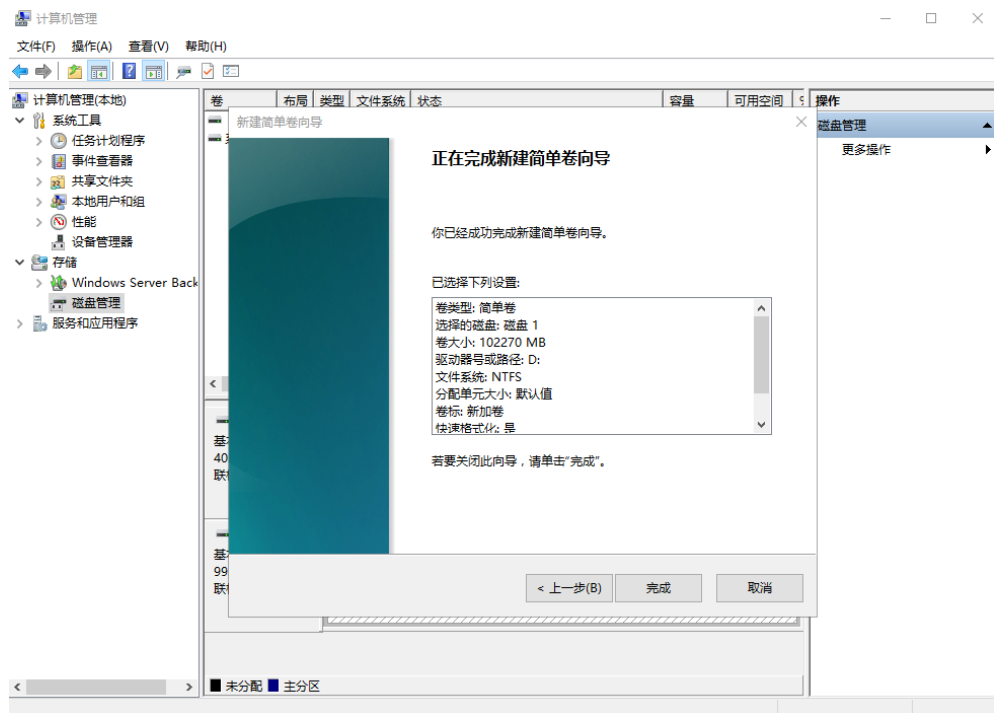 计算机管理
文件(F) 操作(A) 查看(V) 帮助(H)
计算机管理(本地)
系统工具
任务计划程序
事件查看器
共享文件夹
本地用户和组
性能
设备管理器
存储
Windows Server Back
磁盘管理
服务和应用程序
卷 布局 类型 文件系统 状态 容量 可用空间
新建简单卷向导
正在完成新建简单卷向导
你已经成功完成新建简单卷向导。
已选择下列设置:
卷类型: 简单卷
选择的磁盘: 磁盘 1
卷大小: 102270 MB
驱动器号或路径: D:
文件系统: NTFS
分配单元大小: 默认值
卷标: 新加卷
快速格式化: 是
若要关闭此向导，请单击“完成”。
< 上一步(B) 完成 取消
基
40
联
基
99
联
未分配 主分区
操作
磁盘管理
更多操作